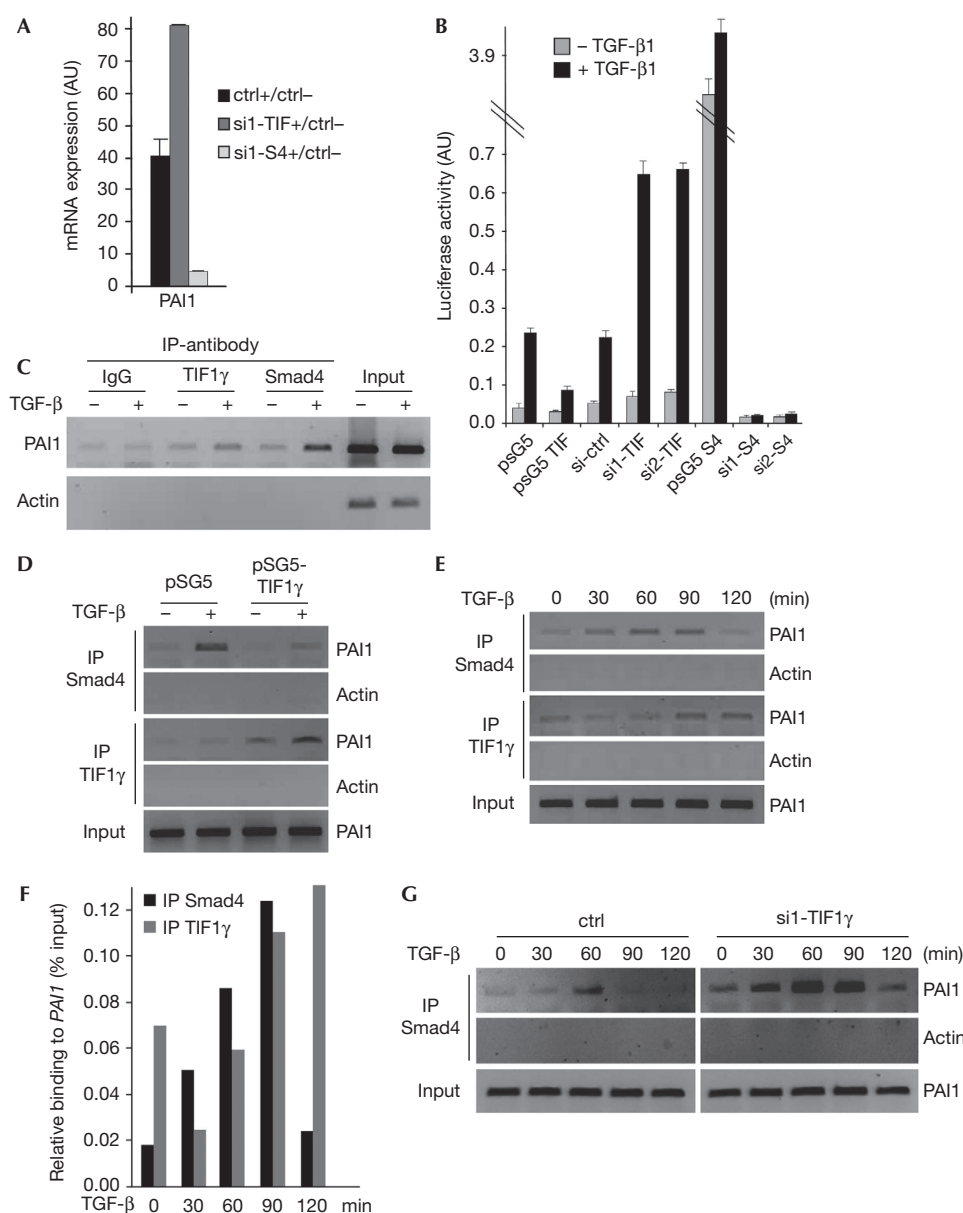 A
mRNA expression (AU)
80
70
60
50
40
30
20
10
0
PAI1
ctrl+/ctrl–
si1-TIF+/ctrl–
si1-S4+/ctrl–
B
Luciferase activity (AU)
– TGF-β1
+ TGF-β1
3.9
0.7
0.6
0.5
0.4
0.3
0.2
0.1
0.0
psG5
psG5 TIF
si-ctrl
si1-TIF
si2-TIF
psG5 S4
si1-S4
si2-S4
C
IP-antibody
IgG TIF1γ Smad4 Input
TGF-β – + – + – + – +
PAI1
Actin
D
pSG5 pSG5-TIF1γ
TGF-β – + – +
IP Smad4
PAI1
Actin
IP TIF1γ
PAI1
Actin
Input PAI1
E
TGF-β 0 30 60 90 120 (min)
IP Smad4
PAI1
Actin
IP TIF1γ
PAI1
Actin
Input PAI1
F
Relative binding to PAI1 (% input)
IP Smad4
IP TIF1γ
0.12
0.10
0.08
0.06
0.04
0.02
0.00
TGF-β 0 30 60 90 120 min
G
ctrl si1-TIF1γ
TGF-β 0 30 60 90 120 0 30 60 90 120 (min)
IP Smad4
PAI1
Actin
Input PAI1